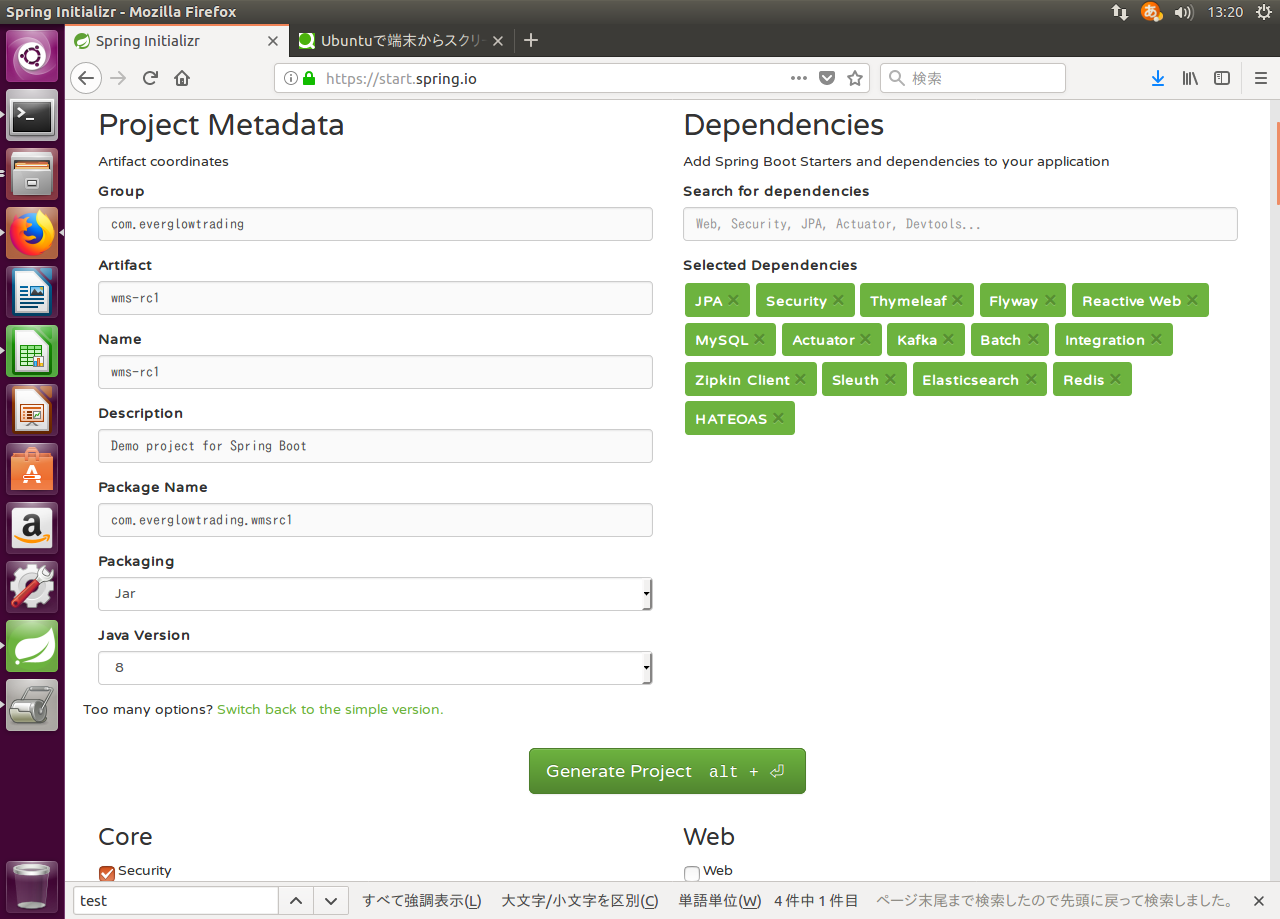 Spring Initializr - Mozilla Firefox
あ
13:20
Spring Initializr
Ubuntuで端末からスクリー
https://start.spring.io
検索
Project Metadata
Artifact coordinates
Group
com.everglowtrading
Artifact
wms-rc1
Name
wms-rc1
Description
Demo project for Spring Boot
Package Name
com.everglowtrading.wmsrc1
Packaging
Jar
Java Version
8
Too many options? Switch back to the simple version.
Dependencies
Add Spring Boot Starters and dependencies to your application
Search for dependencies
Web, Security, JPA, Actuator, Devtools...
Selected Dependencies
JPA × Security × Thymeleaf × Flyway × Reactive Web ×
MySQL × Actuator × Kafka × Batch × Integration ×
Zipkin Client × Sleuth × Elasticsearch × Redis ×
HATEOAS ×
Generate Project alt + ⏎
Core
Security
Web
Web
test
すべて強調表示(L) 大文字/小文字を区別(C) 単語単位(W) 4 件中 1 件目 ページ末尾まで検索したので先頭に戻って検索しました。